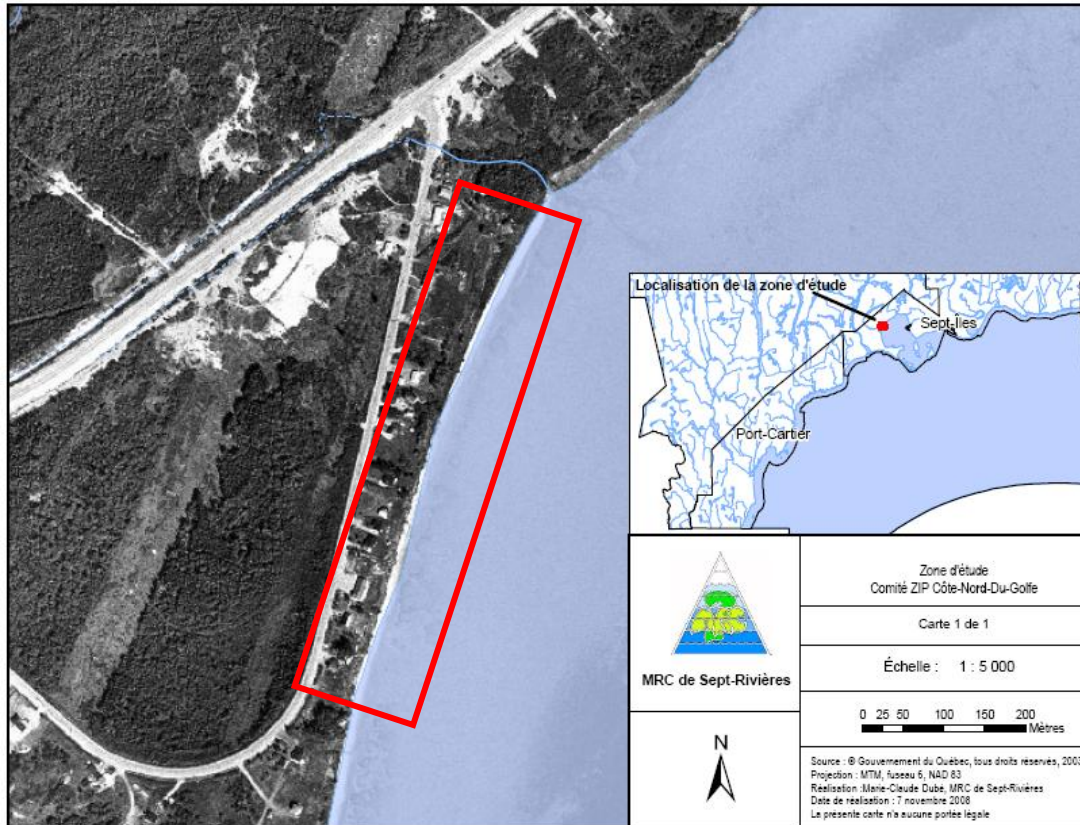 Localisation de la zone d'étude
Sept-Îles
Port-Cartier
MRC de Sept-Rivières
N
Zone d'étude
Comité ZIP Côte-Nord-Du-Golfe
Carte 1 de 1
Échelle : 1 : 5 000
0 25 50 100 150 200
Mètres
Source : © Gouvernement du Québec, tous droits réservés, 2003
Projection : MTM, fuseau 6, NAD 83
Réalisation : Marie-Claude Dubé, MRC de Sept-Rivières
Date de réalisation : 7 novembre 2008
La présente carte n'a aucune portée légale